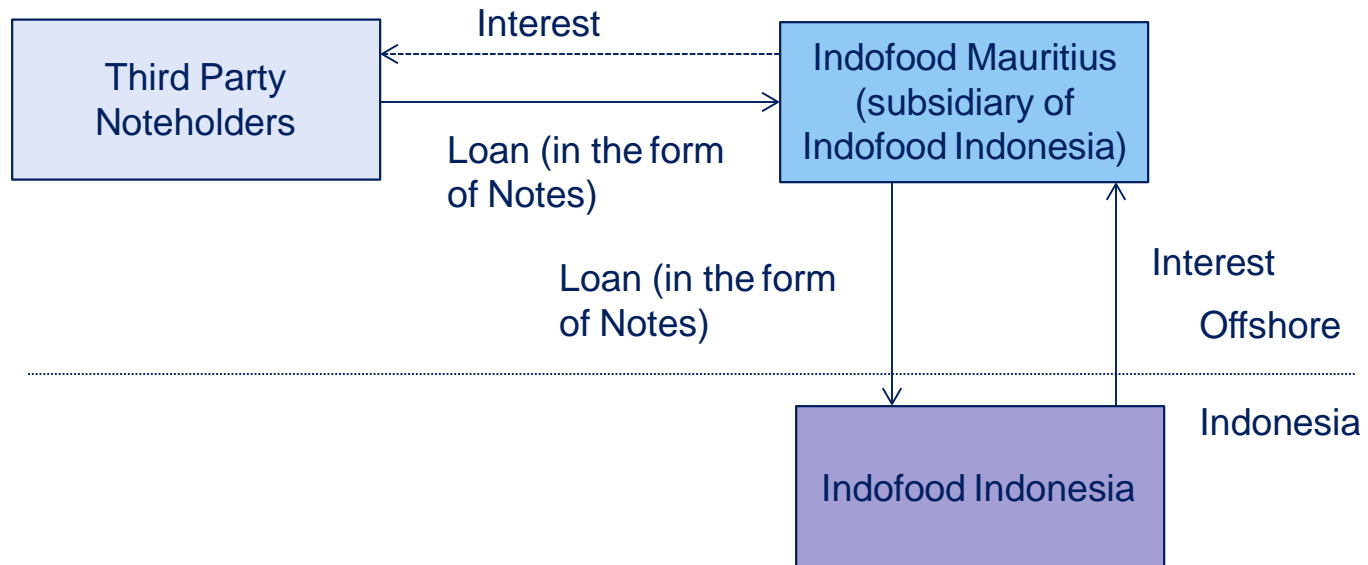 Interest
Third Party
Noteholders
Indofood Mauritius
(subsidiary of
Indofood Indonesia)
Loan (in the form
of Notes)
Loan (in the form
of Notes)
Interest
Offshore
Indonesia
Indofood Indonesia